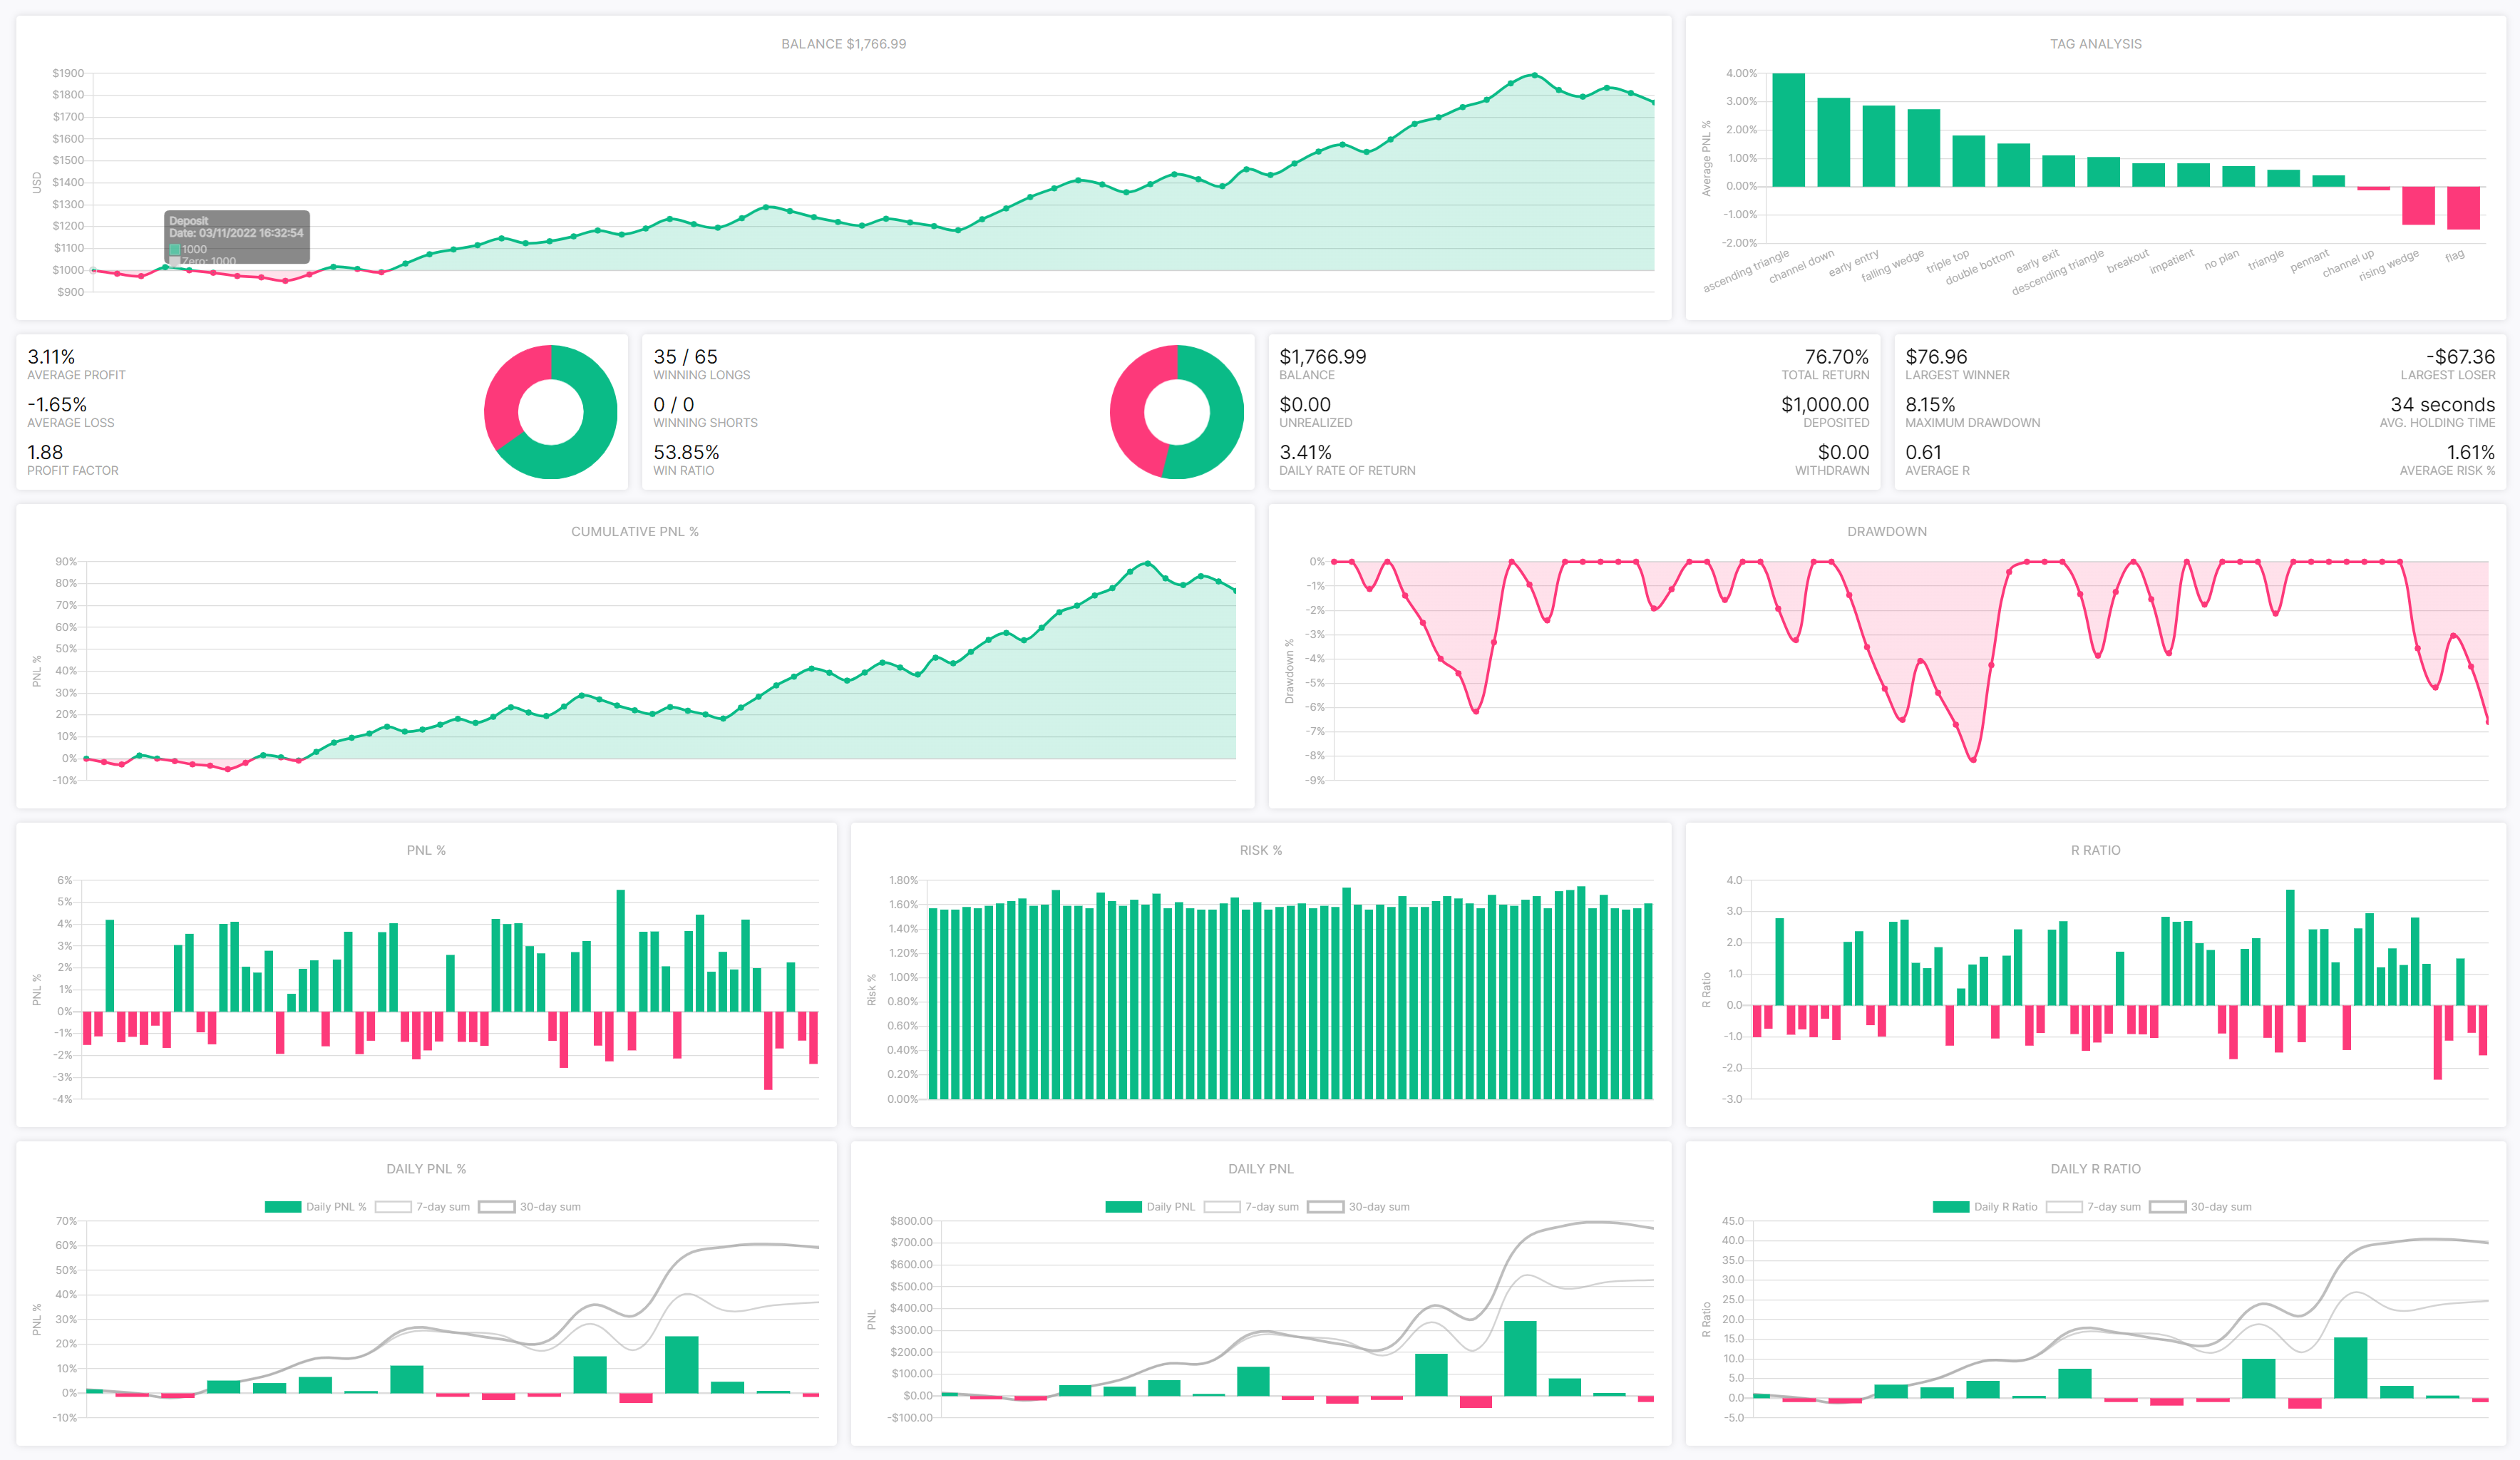 BALANCE $1,766.99
USD
$1900
$1800
$1700
$1600
$1500
$1400
$1300
$1200
$1100
$1000
$900
Deposit
Date: 03/11/2022 16:32:54
1000
Zero: 1000
TAG ANALYSIS
Average PNL %
4.00%
3.00%
2.00%
1.00%
0.00%
-1.00%
-2.00%
ascending triangle
channel down
early entry
falling wedge
triple top
double bottom
early exit
descending triangle
breakout
impatient
no plan
triangle
pennant
channel up
rising wedge
flag
3.11%
AVERAGE PROFIT
-1.65%
AVERAGE LOSS
1.88
PROFIT FACTOR
35 / 65
WINNING LONGS
0 / 0
WINNING SHORTS
53.85%
WIN RATIO
$1,766.99
BALANCE
76.70%
TOTAL RETURN
$0.00
UNREALIZED
$1,000.00
DEPOSITED
3.41%
DAILY RATE OF RETURN
$0.00
WITHDRAWN
$76.96
LARGEST WINNER
-$67.36
LARGEST LOSER
8.15%
MAXIMUM DRAWDOWN
34 seconds
AVG. HOLDING TIME
0.61
AVERAGE R
1.61%
AVERAGE RISK %
CUMULATIVE PNL %
PNL %
90%
80%
70%
60%
50%
40%
30%
20%
10%
0%
-10%
DRAWDOWN
Drawdown %
0%
-1%
-2%
-3%
-4%
-5%
-6%
-7%
-8%
-9%
PNL %
PNL %
6%
5%
4%
3%
2%
1%
0%
-1%
-2%
-3%
-4%
RISK %
Risk %
1.80%
1.60%
1.40%
1.20%
1.00%
0.80%
0.60%
0.40%
0.20%
0.00%
R RATIO
R Ratio
4.0
3.0
2.0
1.0
0.0
-1.0
-2.0
-3.0
DAILY PNL %
Daily PNL % 7-day sum 30-day sum
PNL %
70%
60%
50%
40%
30%
20%
10%
0%
-10%
DAILY PNL
Daily PNL 7-day sum 30-day sum
PNL
$800.00
$700.00
$600.00
$500.00
$400.00
$300.00
$200.00
$100.00
$0.00
-$100.00
DAILY R RATIO
Daily R Ratio 7-day sum 30-day sum
R Ratio
45.0
40.0
35.0
30.0
25.0
20.0
15.0
10.0
5.0
0.0
-5.0